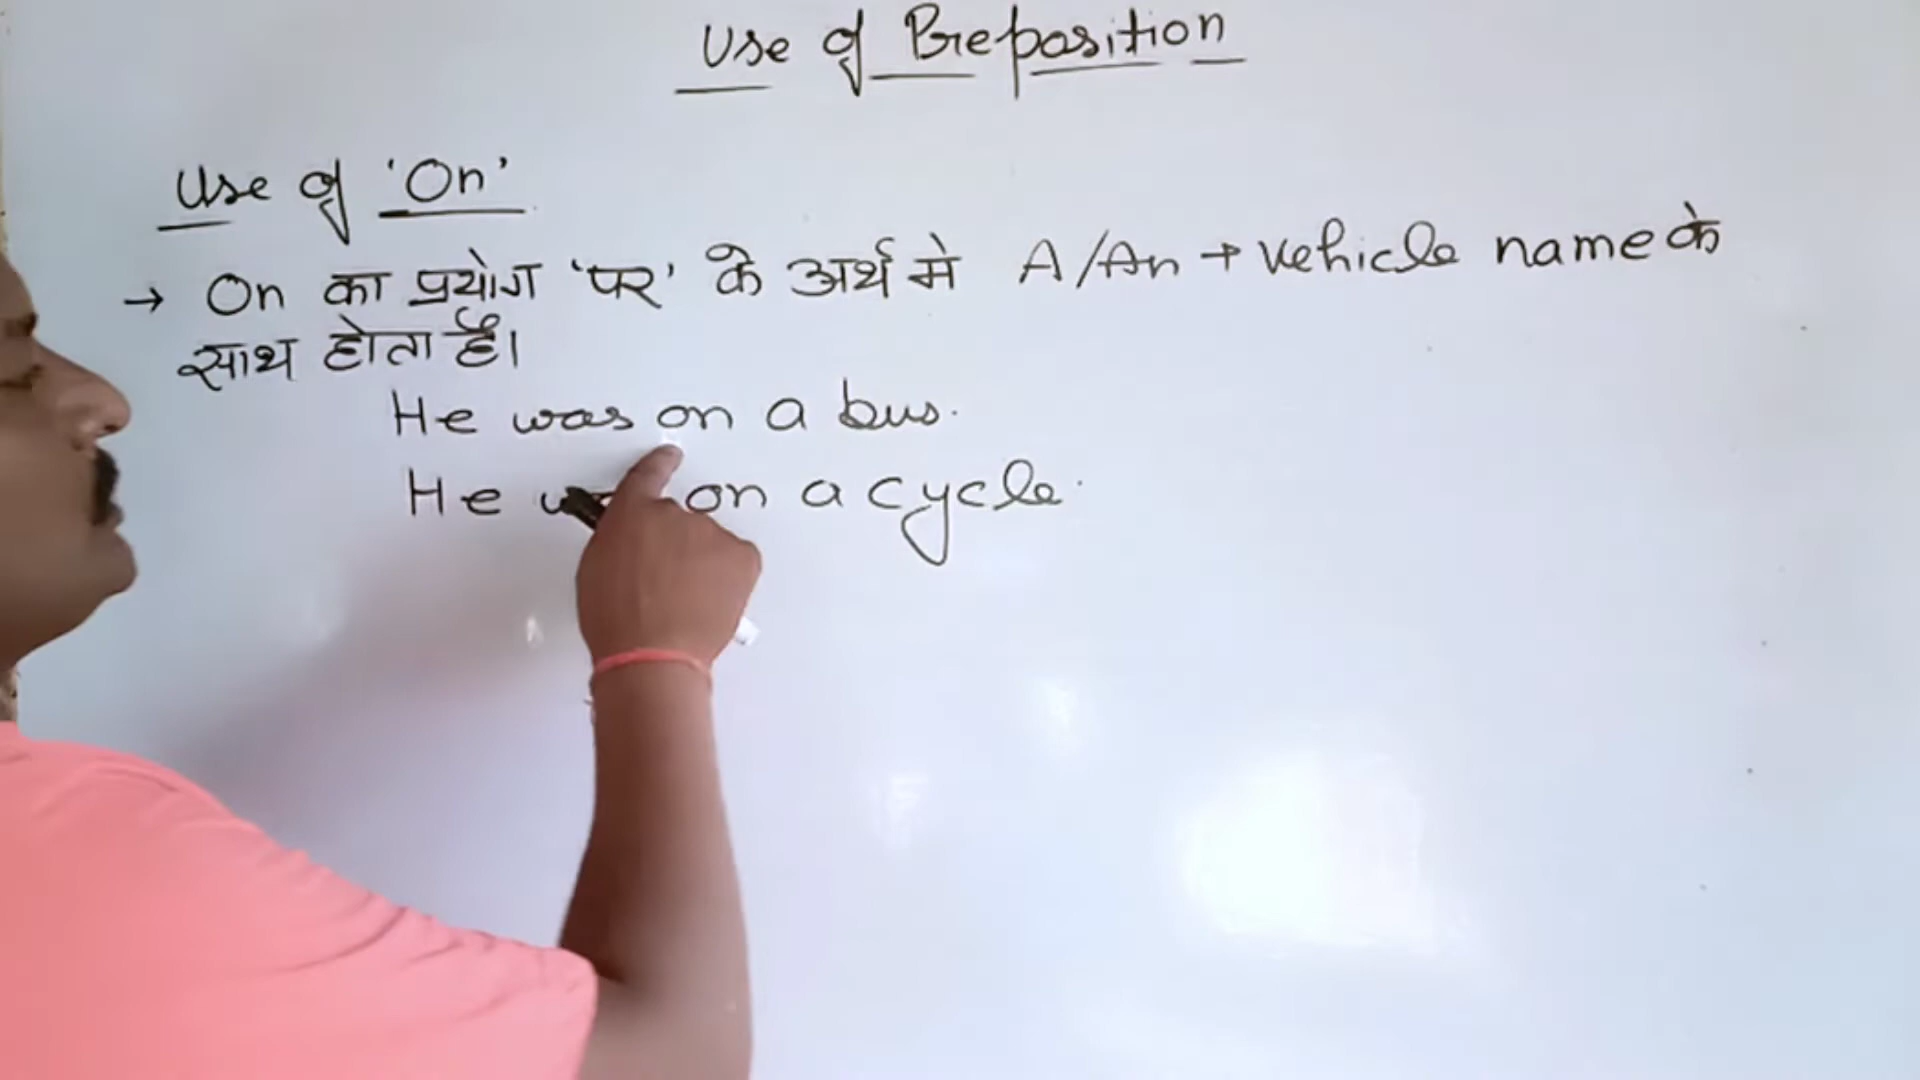 Use of Preposition
Use of 'On'
→ On का प्रयोग 'पर' के अर्थ मे A/An + Vehicle name के
साथ होता है।
He was on a bus.
He on a cycle.